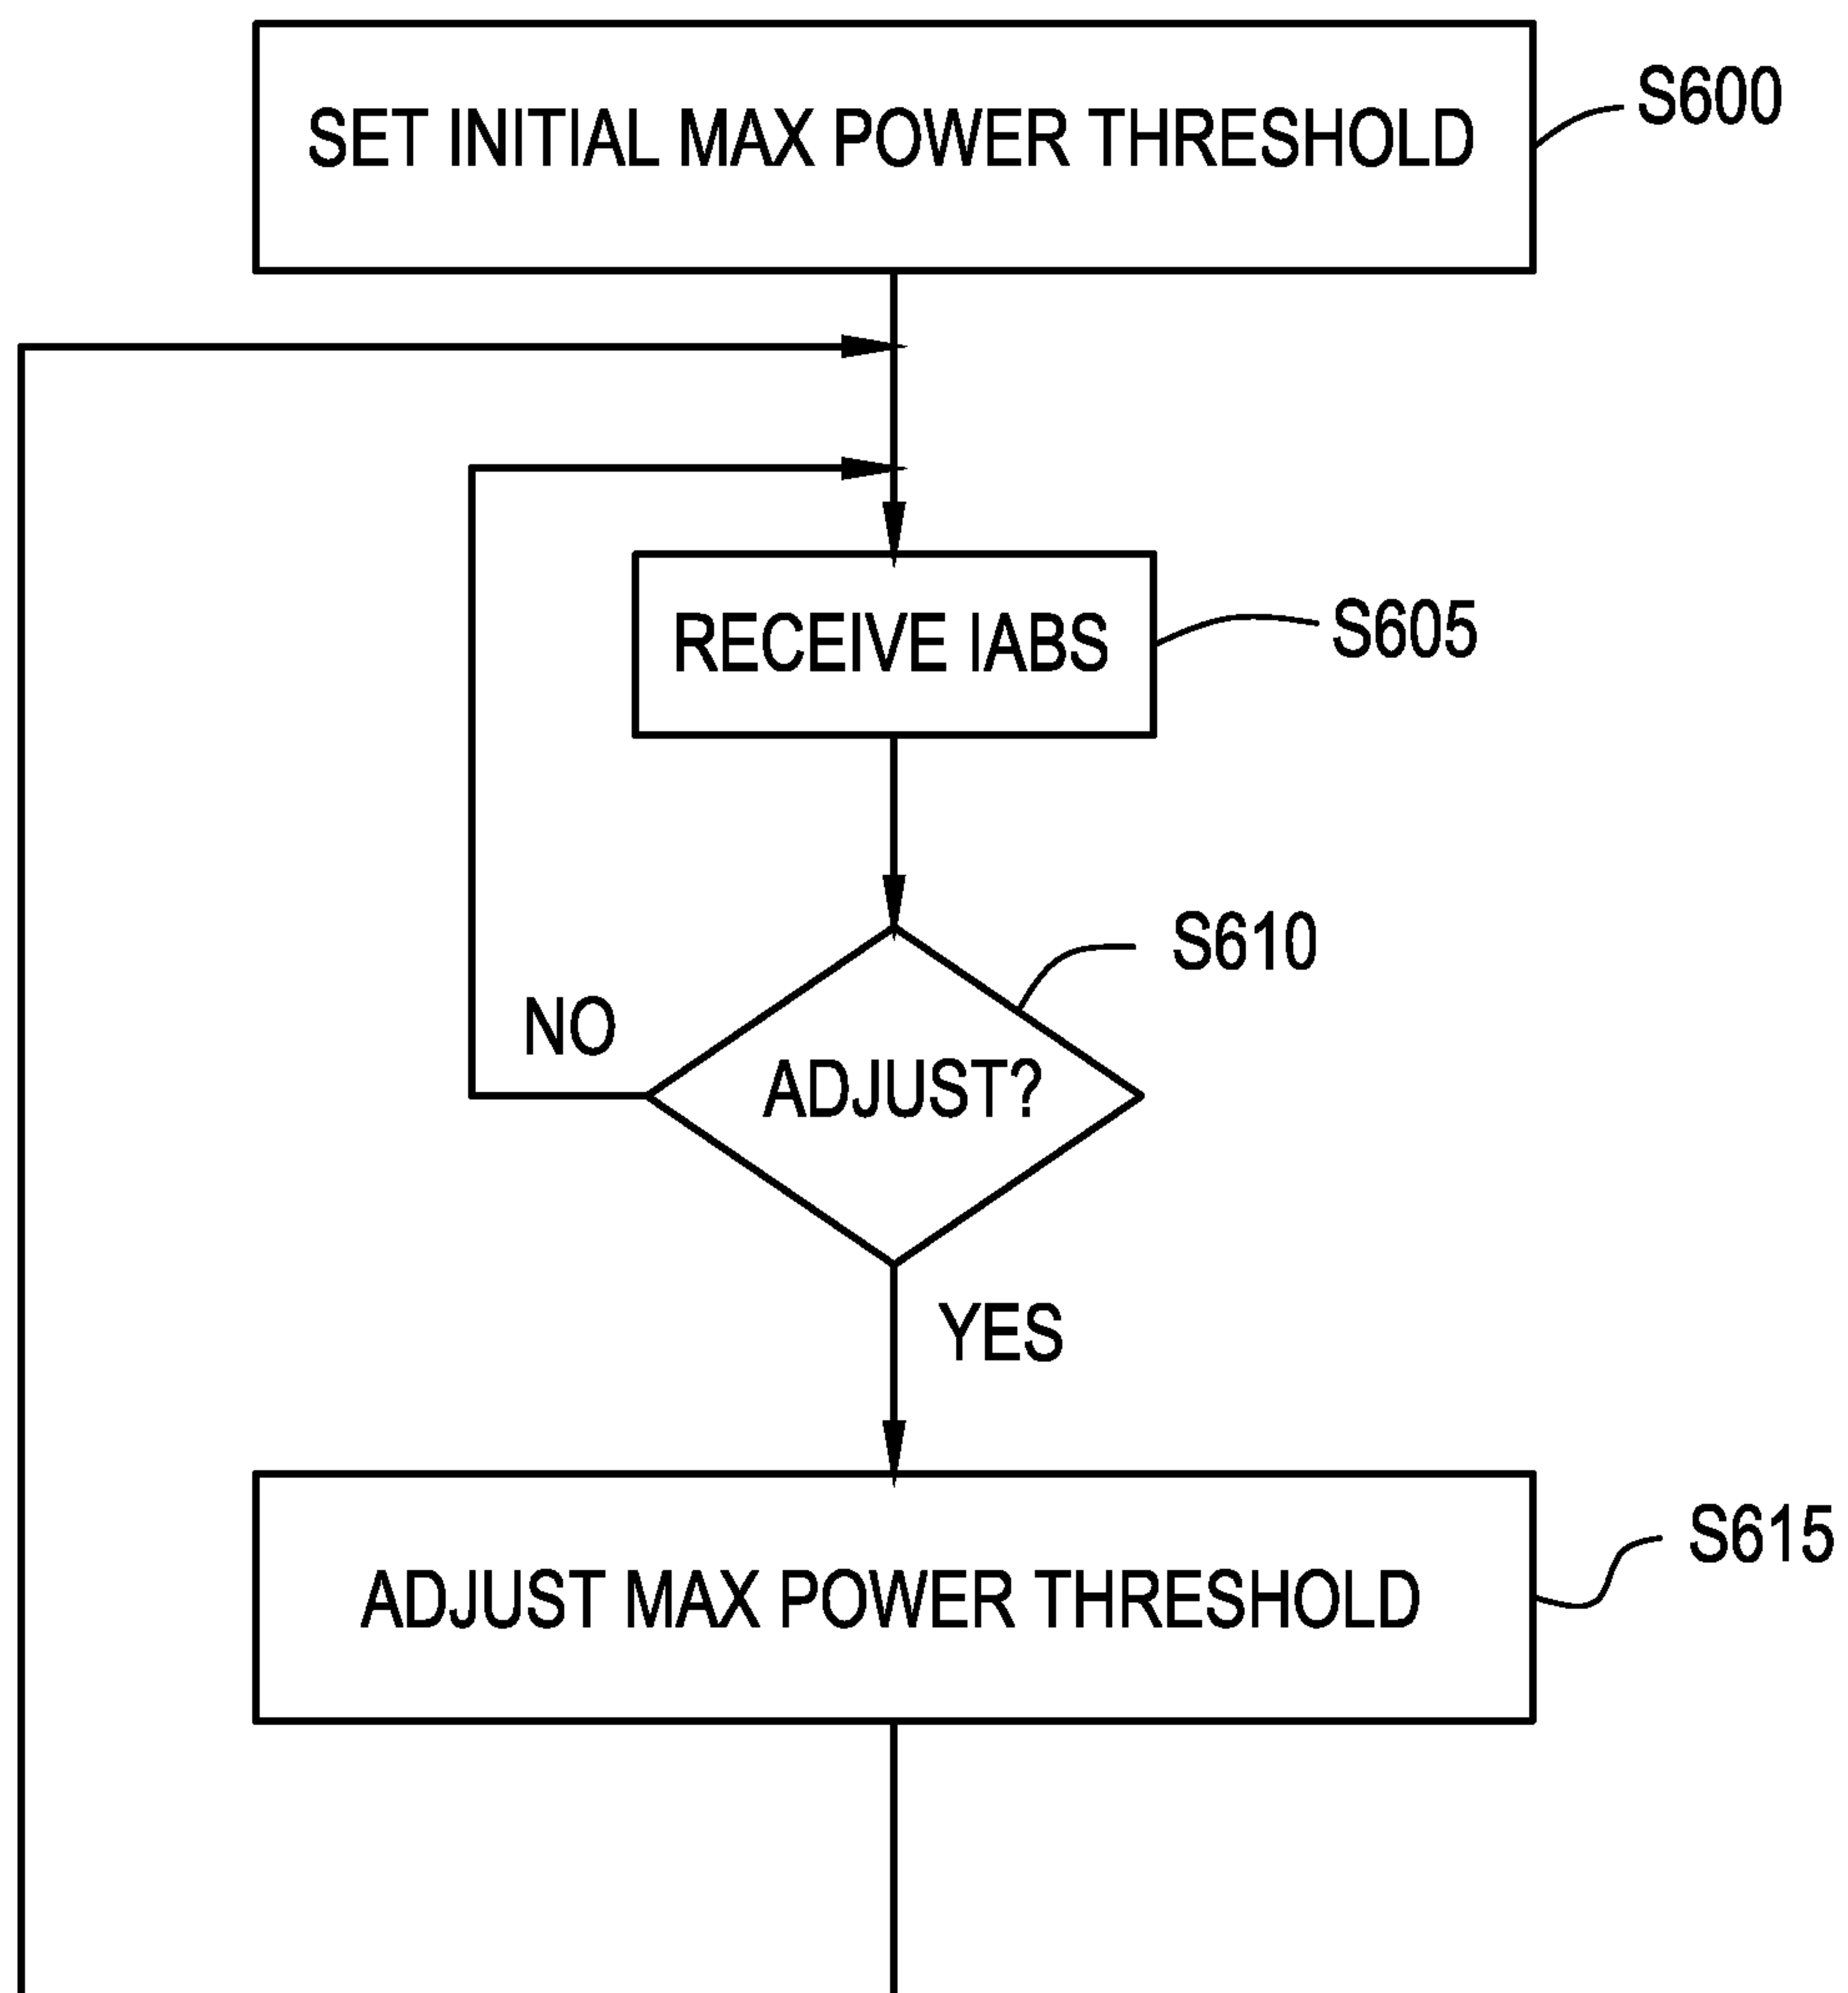 SET INITIAL MAX POWER THRESHOLD
S600
RECEIVE IABS
S605
S610
NO
ADJUST?
YES
ADJUST MAX POWER THRESHOLD
S615